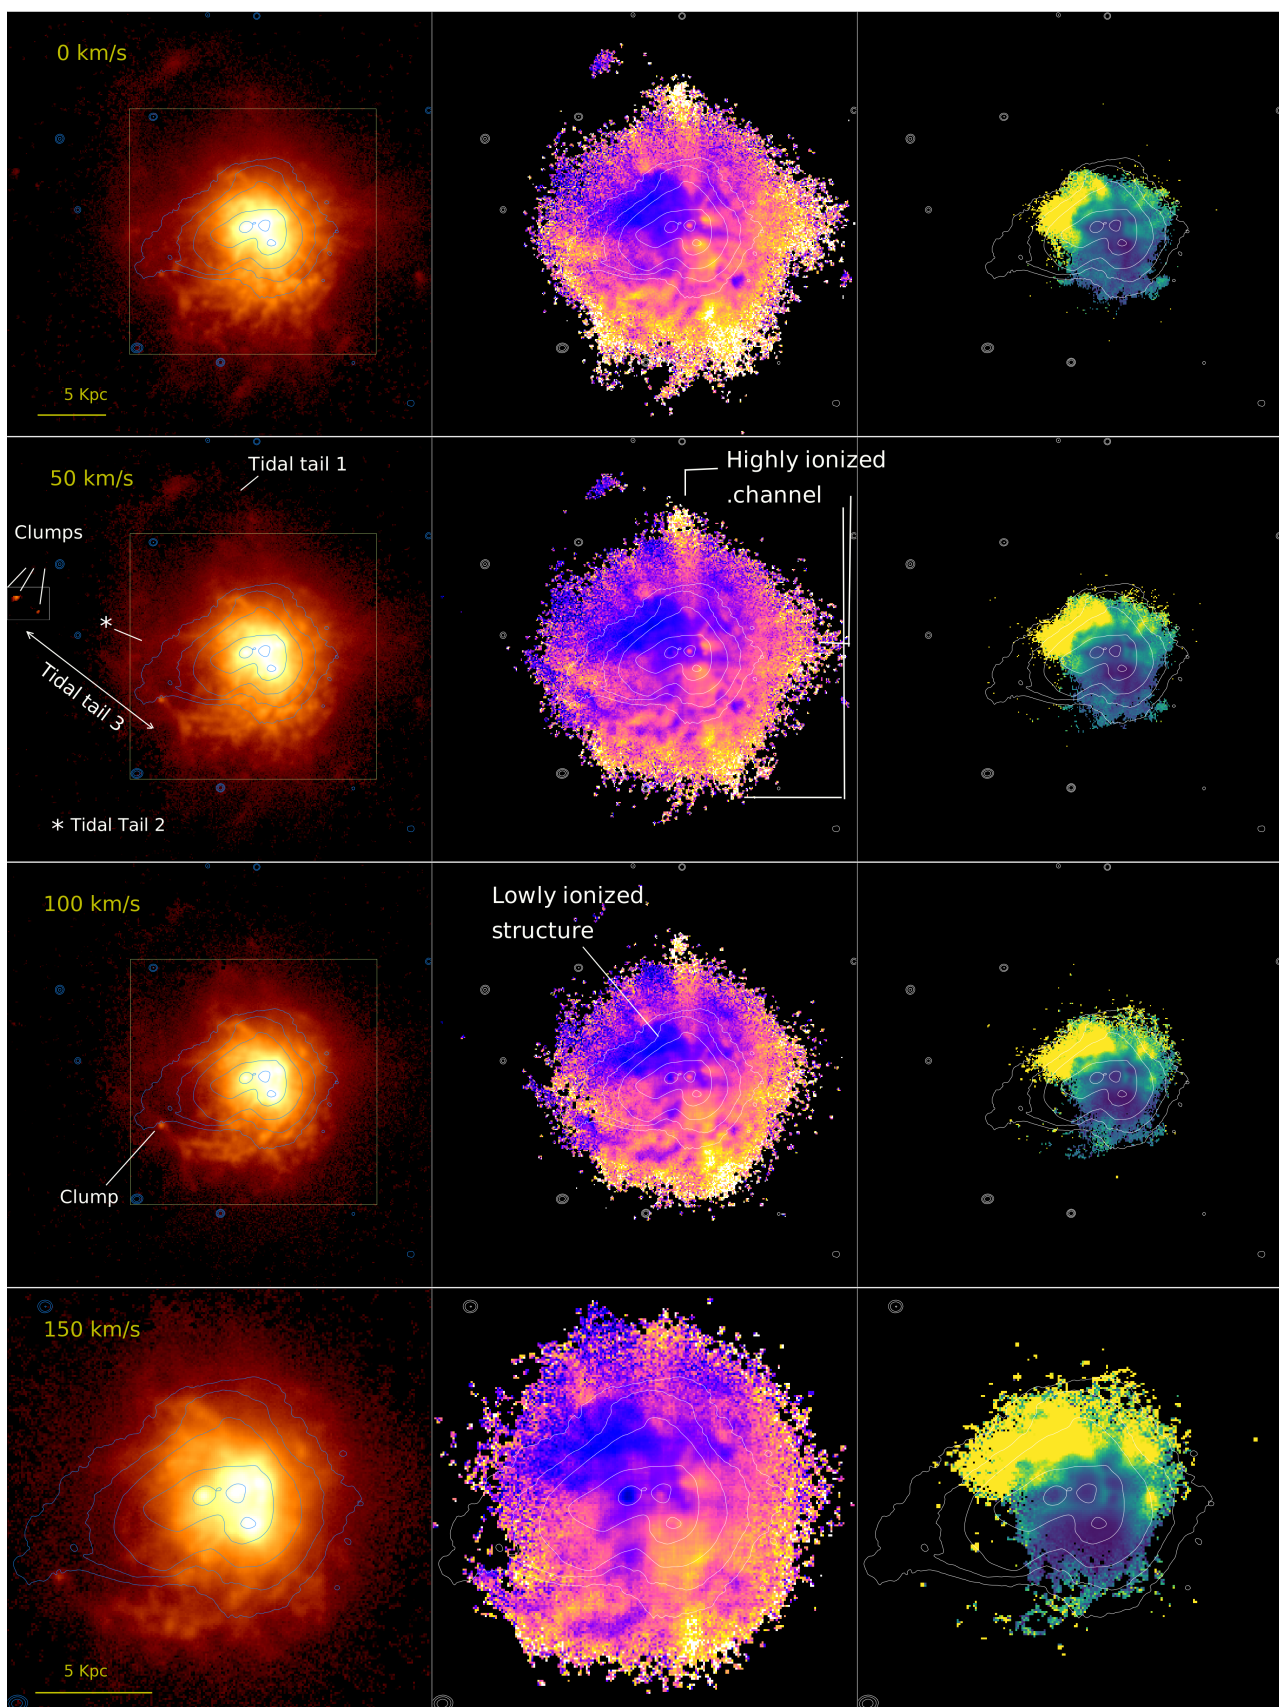 0 km/s
5 Kpc
50 km/s
Tidal tail 1
Clumps
*
Tidal tail 3
* Tidal Tail 2
Highly ionized
.channel
100 km/s
Clump
Lowly ionized
structure
150 km/s
5 Kpc